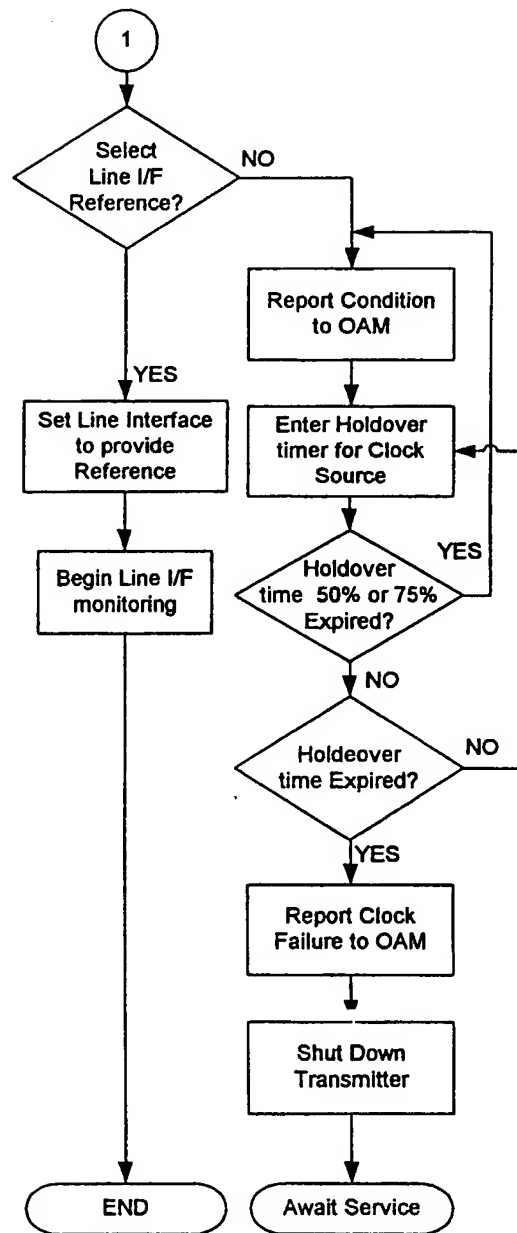 1
Select
Line I/F
Reference?
NO
YES
Set Line Interface
to provide
Reference
Begin Line I/F
monitoring
END
Report Condition
to OAM
Enter Holdover
timer for Clock
Source
YES
Holdover
time 50% or 75%
Expired?
NO
Holdeover
time Expired?
NO
YES
Report Clock
Failure to OAM
Shut Down
Transmitter
Await Service